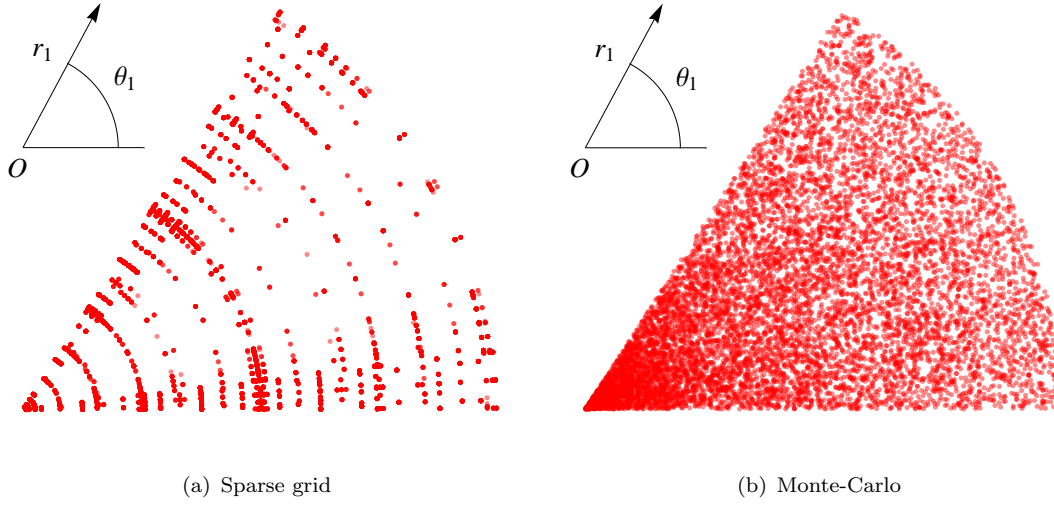 r₁
θ₁
O
(a) Sparse grid
r₁
θ₁
O
(b) Monte-Carlo